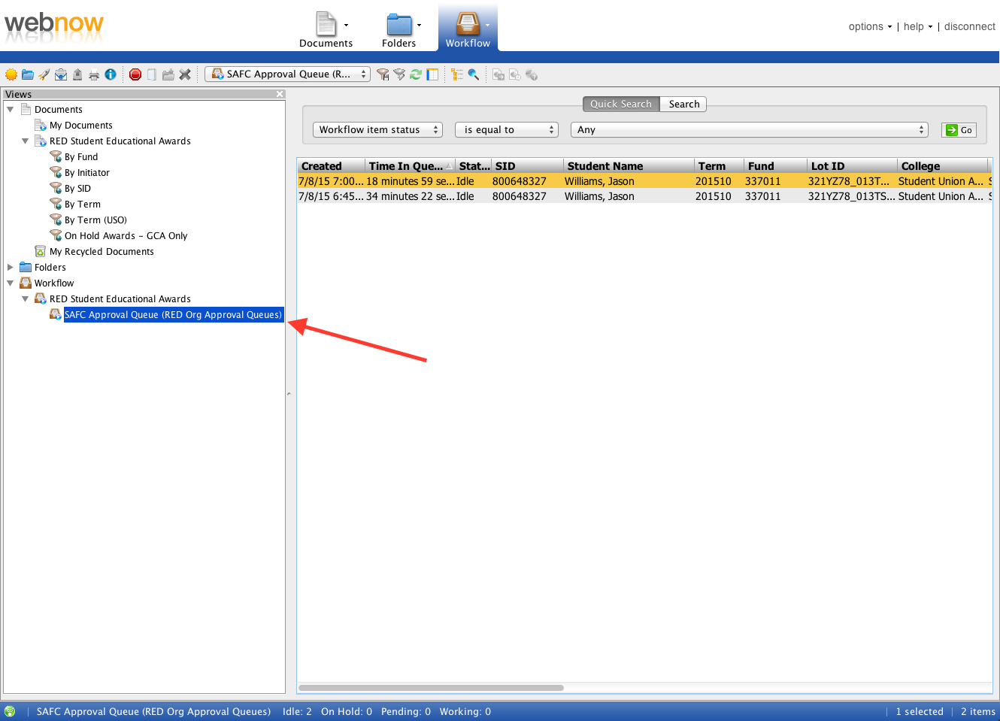 webnow
Documents
Folders
Workflow
options | help | disconnect
SAFC Approval Queue (R...
Views
Documents
My Documents
RED Student Educational Awards
By Fund
By Initiator
By SID
By Term
By Term (USO)
On Hold Awards – GCA Only
My Recycled Documents
Folders
Workflow
RED Student Educational Awards
SAFC Approval Queue (RED Org Approval Queues)
Quick Search Search
Workflow item status is equal to Any Go
Created Time In Que... Stat... SID Student Name Term Fund Lot ID College
7/8/15 7:00... 18 minutes 59 se... Idle 800648327 Williams, Jason 201510 337011 321YZ78_013T... Student Union A...
7/8/15 6:45... 34 minutes 22 se... Idle 800648327 Williams, Jason 201510 337011 321YZ78_013TS... Student Union A...
SAFC Approval Queue (RED Org Approval Queues) Idle: 2 On Hold: 0 Pending: 0 Working: 0 1 selected 2 items